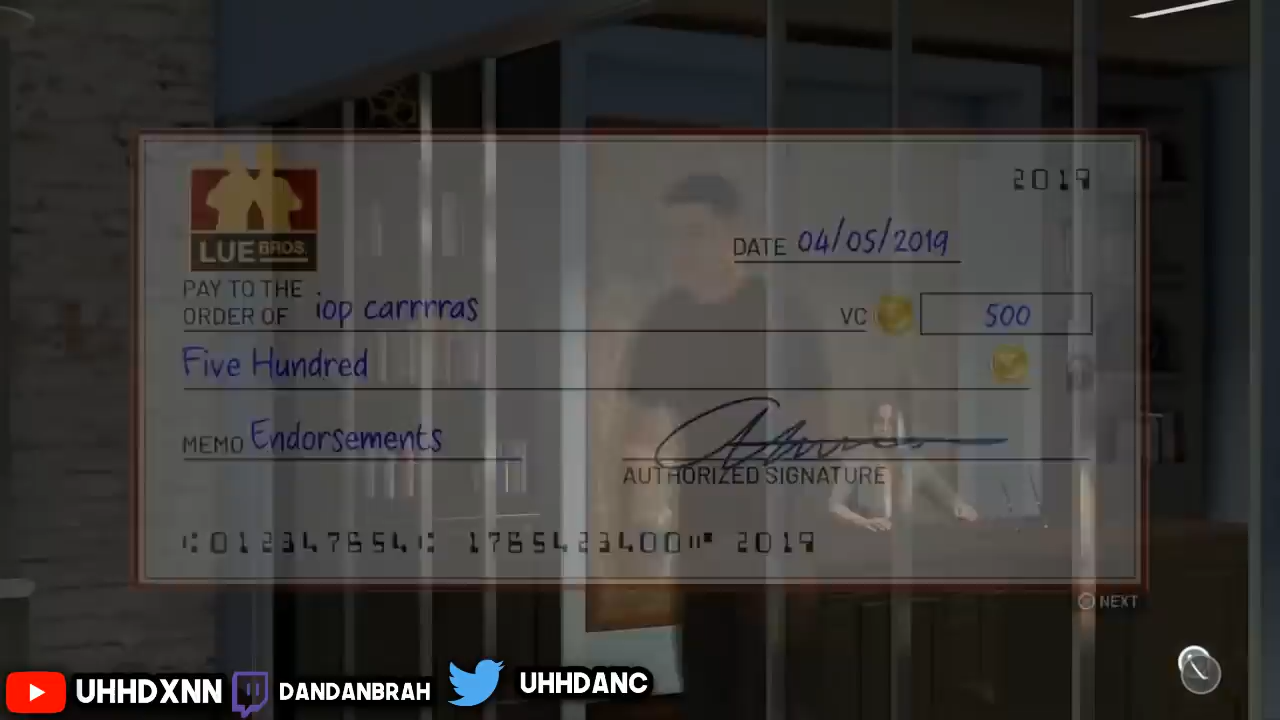 2019
LUE BROS.
DATE 04/05/2019
PAY TO THE
ORDER OF iop carrrras
VC 500
Five Hundred
MEMO Endorsements
AUTHORIZED SIGNATURE
⑆012347654⑆ 1765423400⑈ 2019
NEXT
UHHDXNN DANDANBRAH UHHDANC